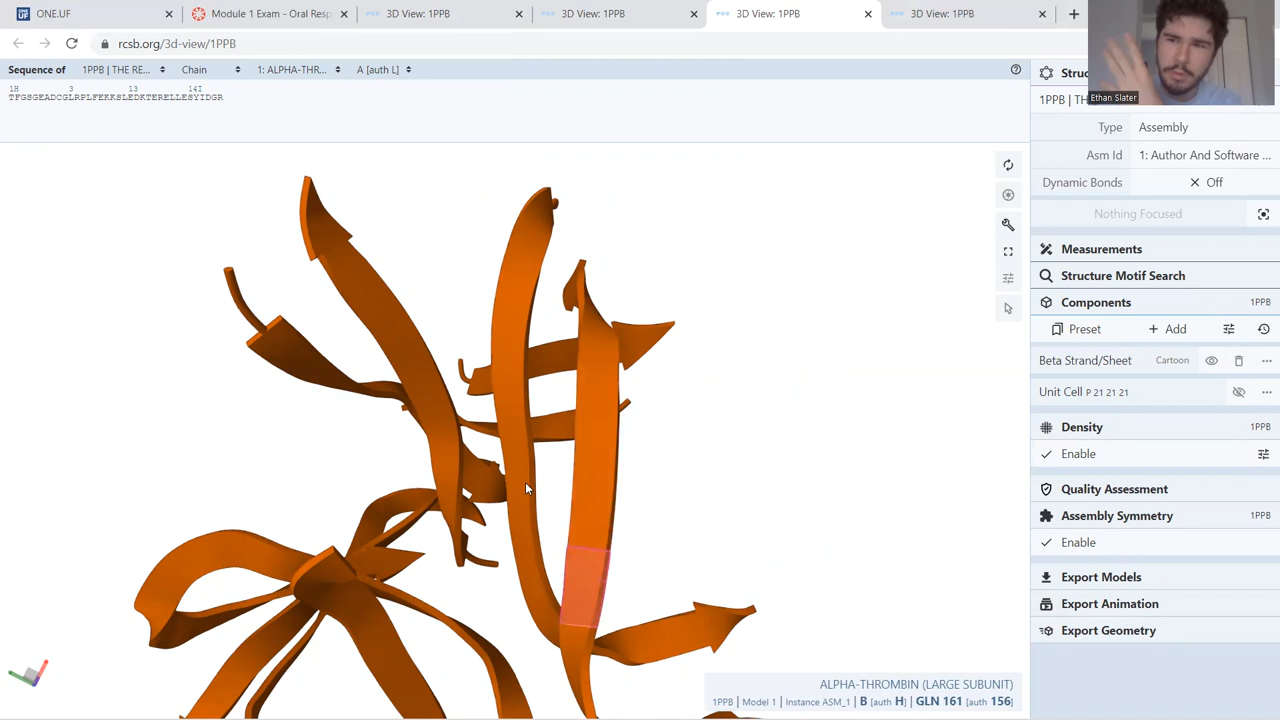 ONE.UF
Module 1 Exam - Oral Resp
3D View: 1PPB
3D View: 1PPB
3D View: 1PPB
3D View: 1PPB
rcsb.org/3d-view/1PPB
Sequence of
1PPB | THE RE...
Chain
1: ALPHA-THR...
A [auth L]
1H 3 13 14I
TFGSGEADCGLRPLFEKKSLEDKTERELLESYIDGR
Ethan Slater
Struc
1PPB | TH
Type Assembly
Asm Id 1: Author And Software ...
Dynamic Bonds Off
Nothing Focused
Measurements
Structure Motif Search
Components 1PPB
Preset Add
Beta Strand/Sheet Cartoon
Unit Cell P 21 21 21
Density 1PPB
Enable
Quality Assessment
Assembly Symmetry 1PPB
Enable
Export Models
Export Animation
Export Geometry
ALPHA-THROMBIN (LARGE SUBUNIT)
1PPB | Model 1 | Instance ASM_1 | B [auth H] | GLN 161 [auth 156]